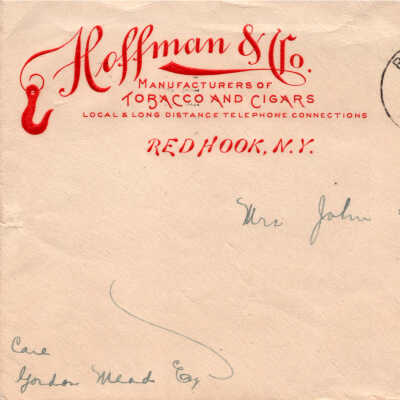 Hoffman & Co.
MANUFACTURERS OF
TOBACCO AND CIGARS
LOCAL & LONG DISTANCE TELEPHONE CONNECTIONS
RED HOOK, N.Y.
Mrs John
Care
Gordon Mead Esq